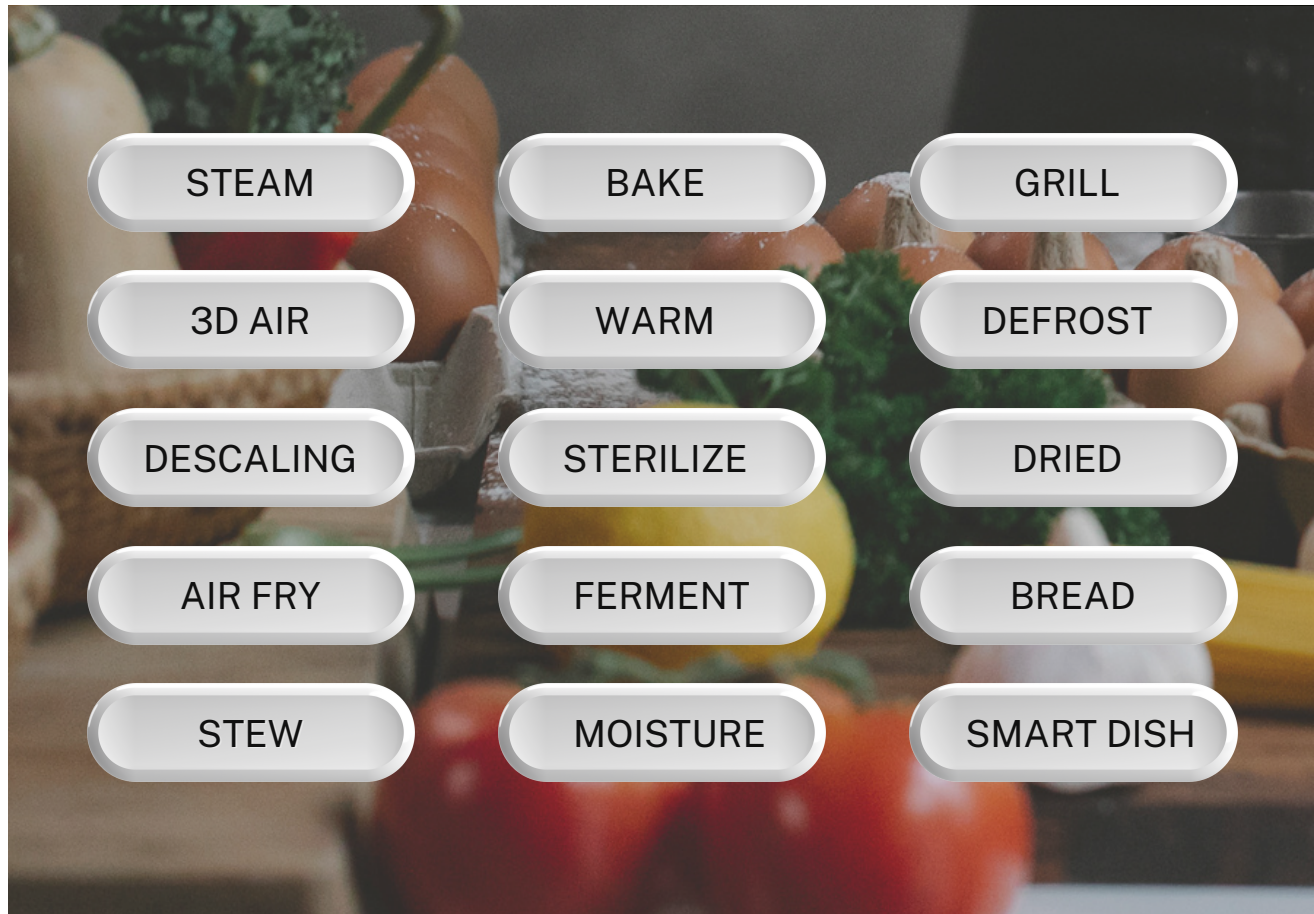 STEAM
BAKE
GRILL
3D AIR
WARM
DEFROST
DESCALING
STERILIZE
DRIED
AIR FRY
FERMENT
BREAD
STEW
MOISTURE
SMART DISH